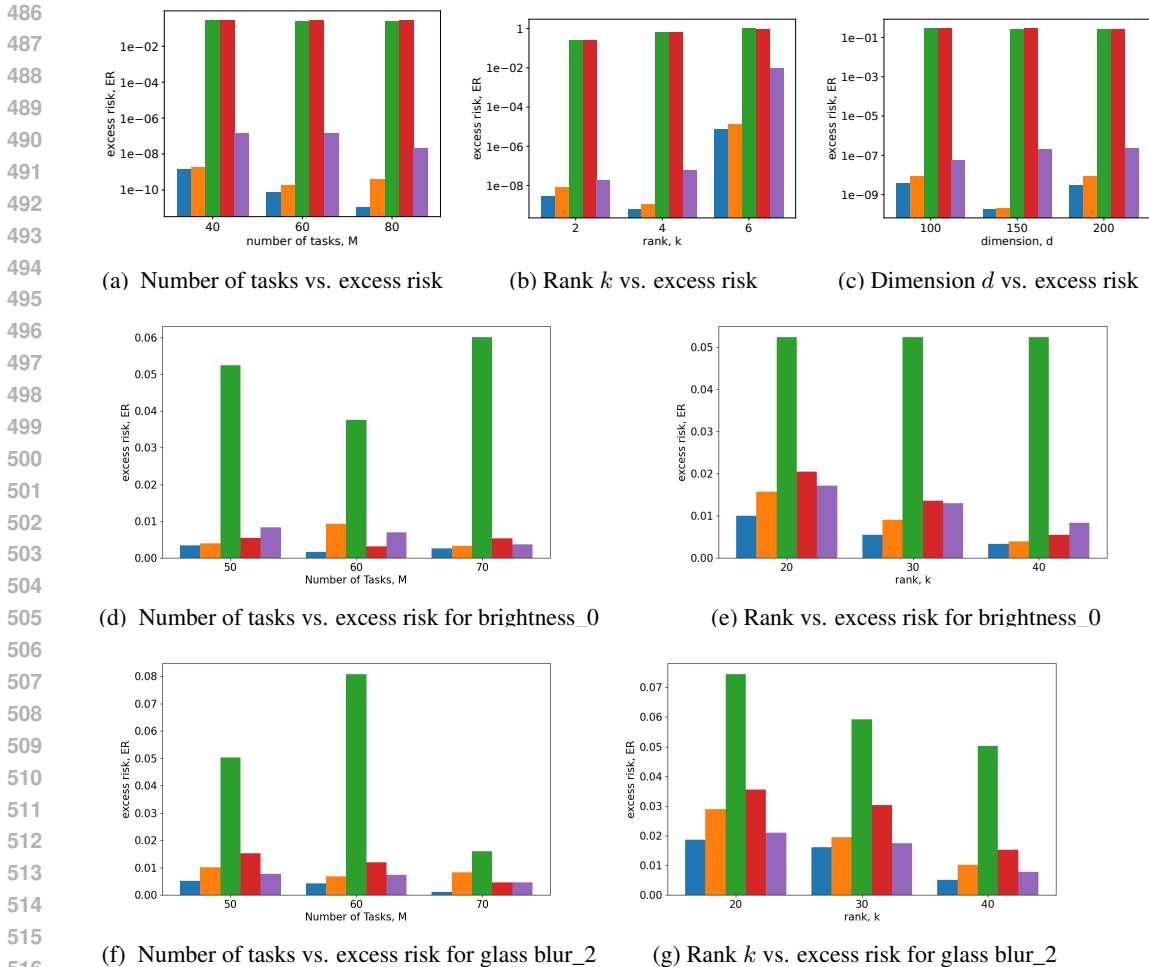 486
487
488
489
490
491
492
493
494
495
496
497
498
499
500
501
502
503
504
505
506
507
508
509
510
511
512
513
514
515
516
excess risk, ER
1e−02
1e−04
1e−06
1e−08
1e−10
40 60 80
number of tasks, M
excess risk, ER
1
1e−02
1e−04
1e−06
1e−08
2 4 6
rank, k
excess risk, ER
1e−01
1e−03
1e−05
1e−07
1e−09
100 150 200
dimension, d
(a) Number of tasks vs. excess risk
(b) Rank k vs. excess risk
(c) Dimension d vs. excess risk
excess risk, ER
0.06
0.05
0.04
0.03
0.02
0.01
0.00
50 60 70
Number of Tasks, M
excess risk, ER
0.05
0.04
0.03
0.02
0.01
0.00
20 30 40
rank, k
(d) Number of tasks vs. excess risk for brightness_0
(e) Rank vs. excess risk for brightness_0
excess risk, ER
0.08
0.07
0.06
0.05
0.04
0.03
0.02
0.01
0.00
50 60 70
Number of Tasks, M
excess risk, ER
0.07
0.06
0.05
0.04
0.03
0.02
0.01
0.00
20 30 40
rank, k
(f) Number of tasks vs. excess risk for glass blur_2
(g) Rank k vs. excess risk for glass blur_2